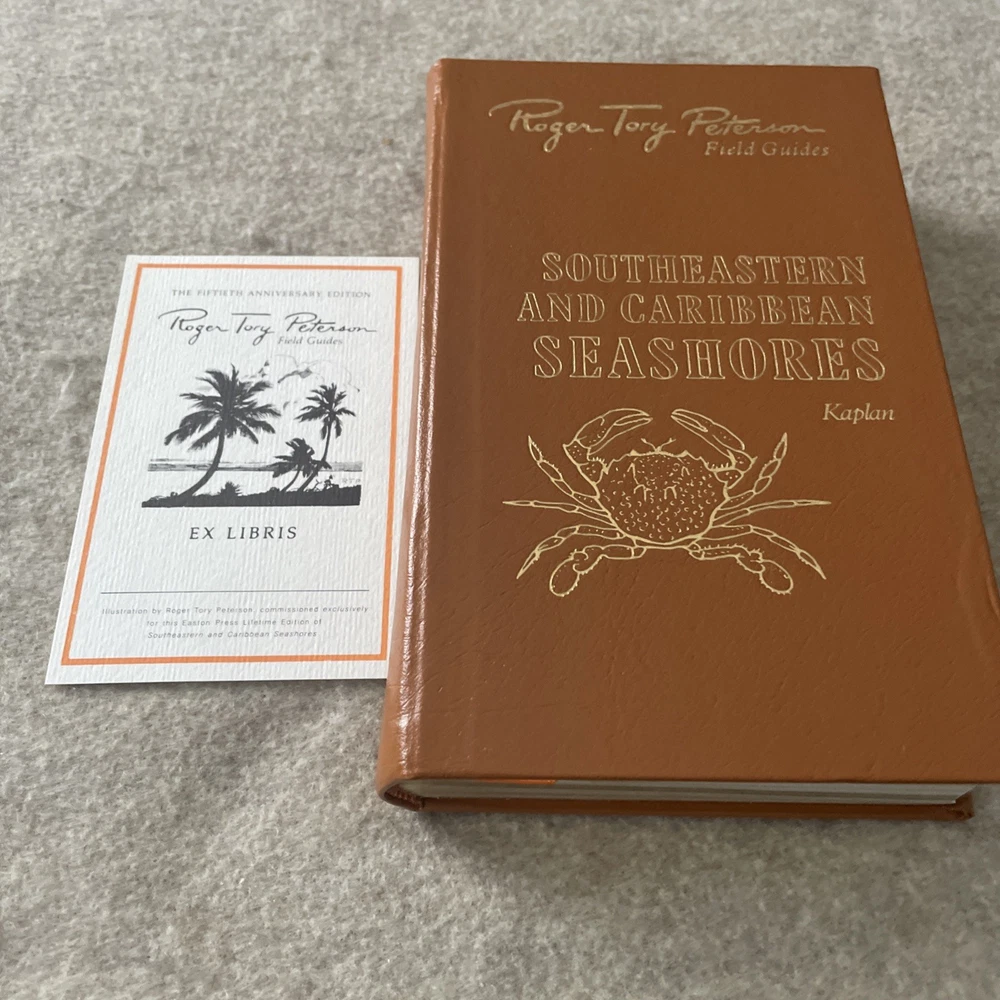 THE FIFTIETH ANNIVERSARY EDITION
Roger Tory Peterson
Field Guides
EX LIBRIS
Illustration by Roger Tory Peterson, commissioned exclusively
for this Easton Press Lifetime Edition of
Southeastern and Caribbean Seashores
Roger Tory Peterson
Field Guides
SOUTHEASTERN
AND CARIBBEAN
SEASHORES
Kaplan